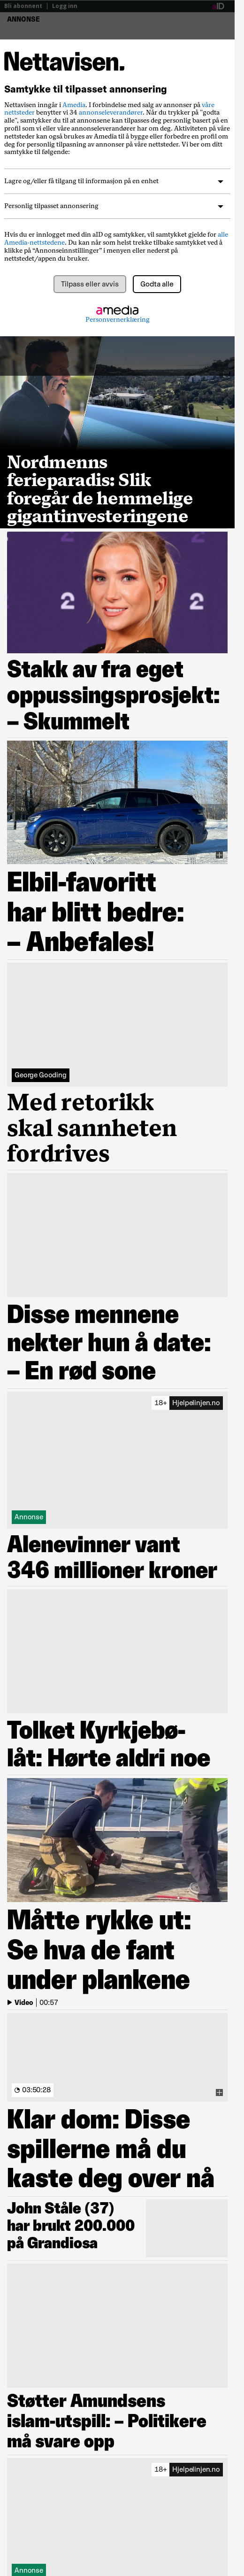 Bli abonnent | Logg inn
aID
ANNONSE
Nettavisen.
Samtykke til tilpasset annonsering
Nettavisen inngår i Amedia. I forbindelse med salg av annonser på våre
nettsteder benytter vi 34 annonseleverandører. Når du trykker på "godta
alle", samtykker du til at annonsene kan tilpasses deg personlig basert på en
profil som vi eller våre annonseleverandører har om deg. Aktiviteten på våre
nettsteder kan også brukes av Amedia til å bygge eller forbedre en profil om
deg for personlig tilpasning av annonser på våre nettsteder. Vi ber om ditt
samtykke til følgende:
Lagre og/eller få tilgang til informasjon på en enhet
Personlig tilpasset annonsering
Hvis du er innlogget med din aID og samtykker, vil samtykket gjelde for alle
Amedia-nettstedene. Du kan når som helst trekke tilbake samtykket ved å
klikke på “Annonseinnstillinger” i menyen eller nederst på
nettstedet/appen du bruker.
Tilpass eller avvis
Godta alle
amedia
Personvernerklæring
Nordmenns
ferieparadis: Slik
foregår de hemmelige
gigantinvesteringene
Stakk av fra eget
oppussingsprosjekt:
– Skummelt
Elbil-favoritt
har blitt bedre:
– Anbefales!
George Gooding
Med retorikk
skal sannheten
fordrives
Disse mennene
nekter hun å date:
– En rød sone
18+ Hjelpelinjen.no
Annonse
Alenevinner vant
346 millioner kroner
Tolket Kyrkjebø-
låt: Hørte aldri noe
Måtte rykke ut:
Se hva de fant
under plankene
Video | 00:57
03:50:28
Klar dom: Disse
spillerne må du
kaste deg over nå
John Ståle (37)
har brukt 200.000
på Grandiosa
Støtter Amundsens
islam-utspill: – Politikere
må svare opp
18+ Hjelpelinjen.no
Annonse